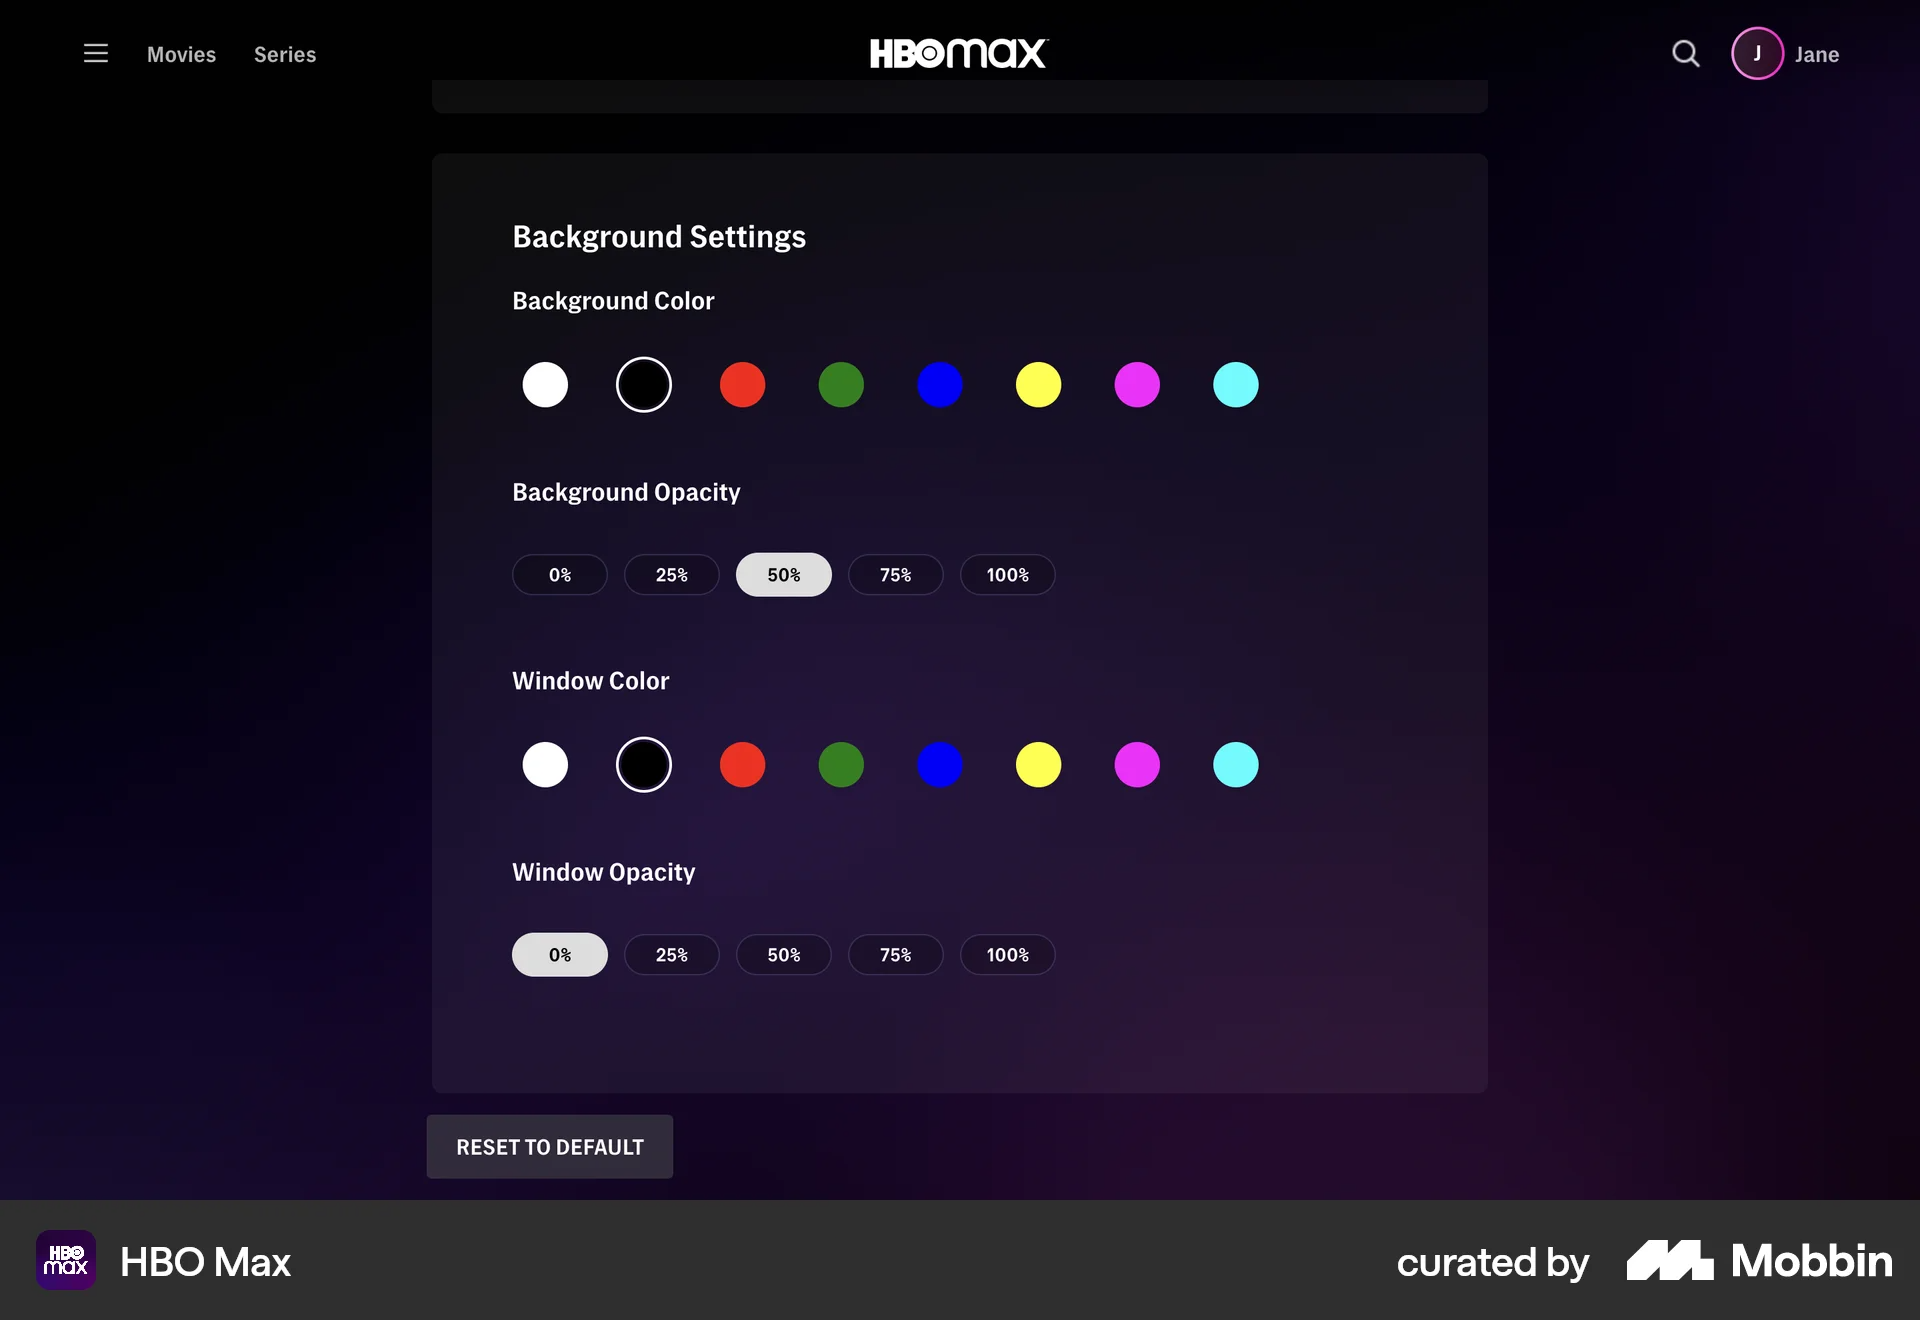 Movies
Series
HBOmax
J
Jane
Background Settings
Background Color
Background Opacity
0%
25%
50%
75%
100%
Window Color
Window Opacity
0%
25%
50%
75%
100%
RESET TO DEFAULT
HBO
max
HBO Max
curated by
Mobbin